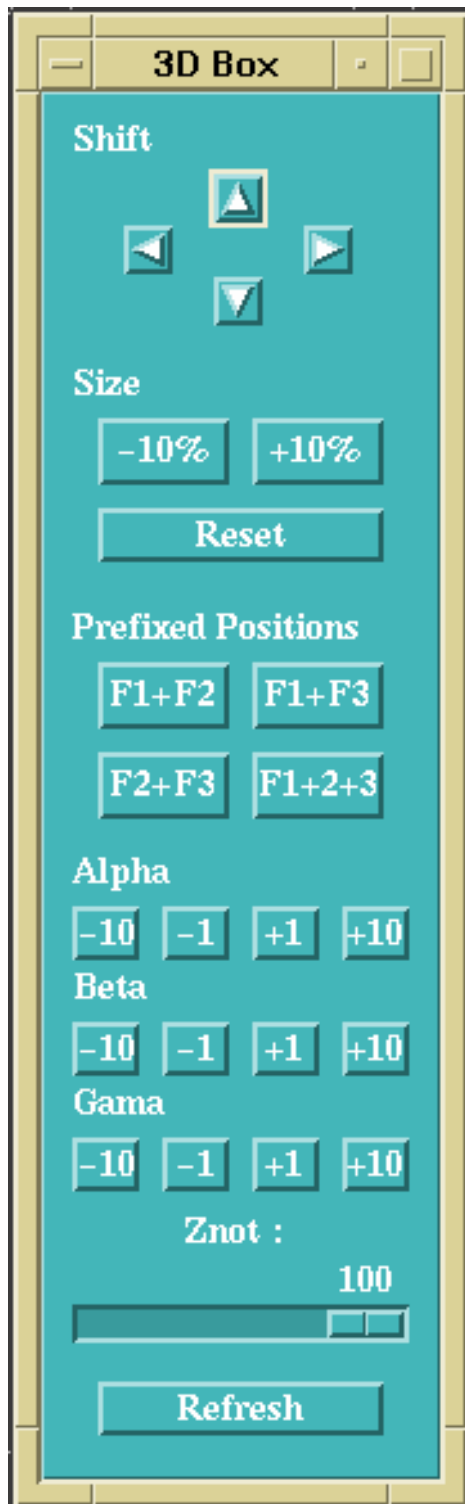 3D Box
Shift
Size
-10% +10%
Reset
Prefixed Positions
F1+F2 F1+F3
F2+F3 F1+2+3
Alpha
-10 -1 +1 +10
Beta
-10 -1 +1 +10
Gama
-10 -1 +1 +10
Znot :
100
Refresh